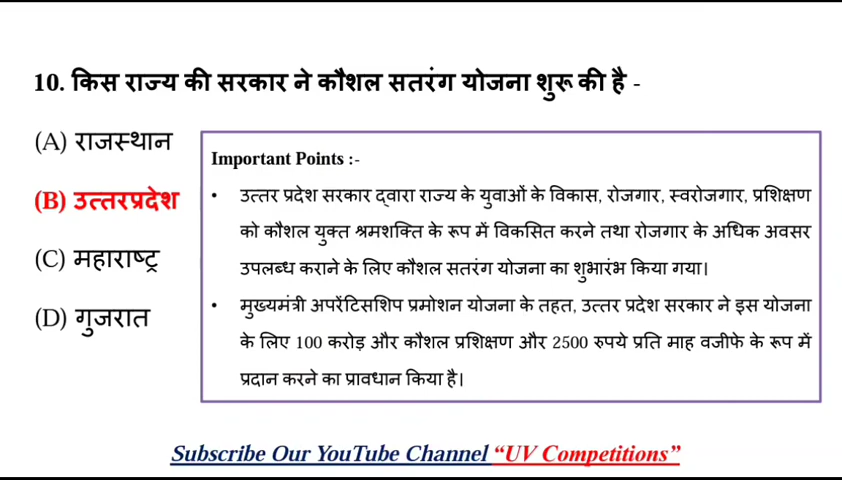 10. किस राज्य की सरकार ने कौशल सतरंग योजना शुरू की है -
(A) राजस्थान
(B) उत्तरप्रदेश
(C) महाराष्ट्र
(D) गुजरात
Important Points :-
• उत्तर प्रदेश सरकार द्वारा राज्य के युवाओं के विकास, रोजगार, स्वरोजगार, प्रशिक्षण
को कौशल युक्त श्रमशक्ति के रूप में विकसित करने तथा रोजगार के अधिक अवसर
उपलब्ध कराने के लिए कौशल सतरंग योजना का शुभारंभ किया गया।
• मुख्यमंत्री अपरेंटिसशिप प्रमोशन योजना के तहत, उत्तर प्रदेश सरकार ने इस योजना
के लिए 100 करोड़ और कौशल प्रशिक्षण और 2500 रुपये प्रति माह वजीफे के रूप में
प्रदान करने का प्रावधान किया है।
Subscribe Our YouTube Channel “UV Competitions”